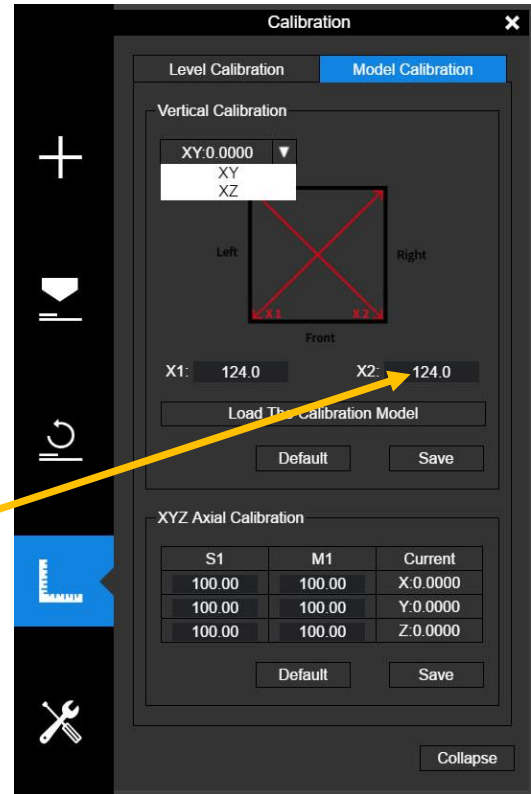 Calibration
Level Calibration Model Calibration
Vertical Calibration
XY:0.0000 ▼
XY
XZ
Left Right
X1 X2
Front
X1: 124.0 X2: 124.0
Load The Calibration Model
Default Save
XYZ Axial Calibration
S1 M1 Current
100.00 100.00 X:0.0000
100.00 100.00 Y:0.0000
100.00 100.00 Z:0.0000
Default Save
Collapse